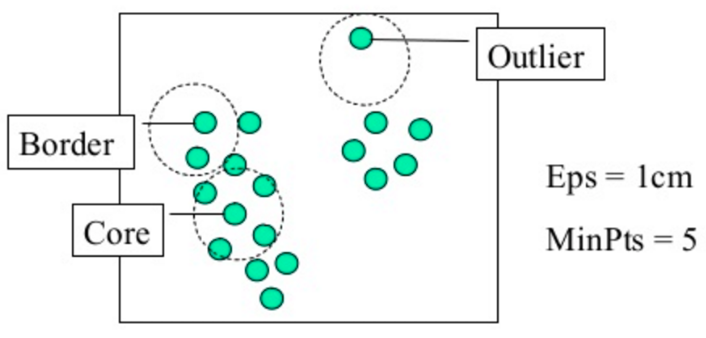 Outlier
Border
Core
Eps = 1cm
MinPts = 5